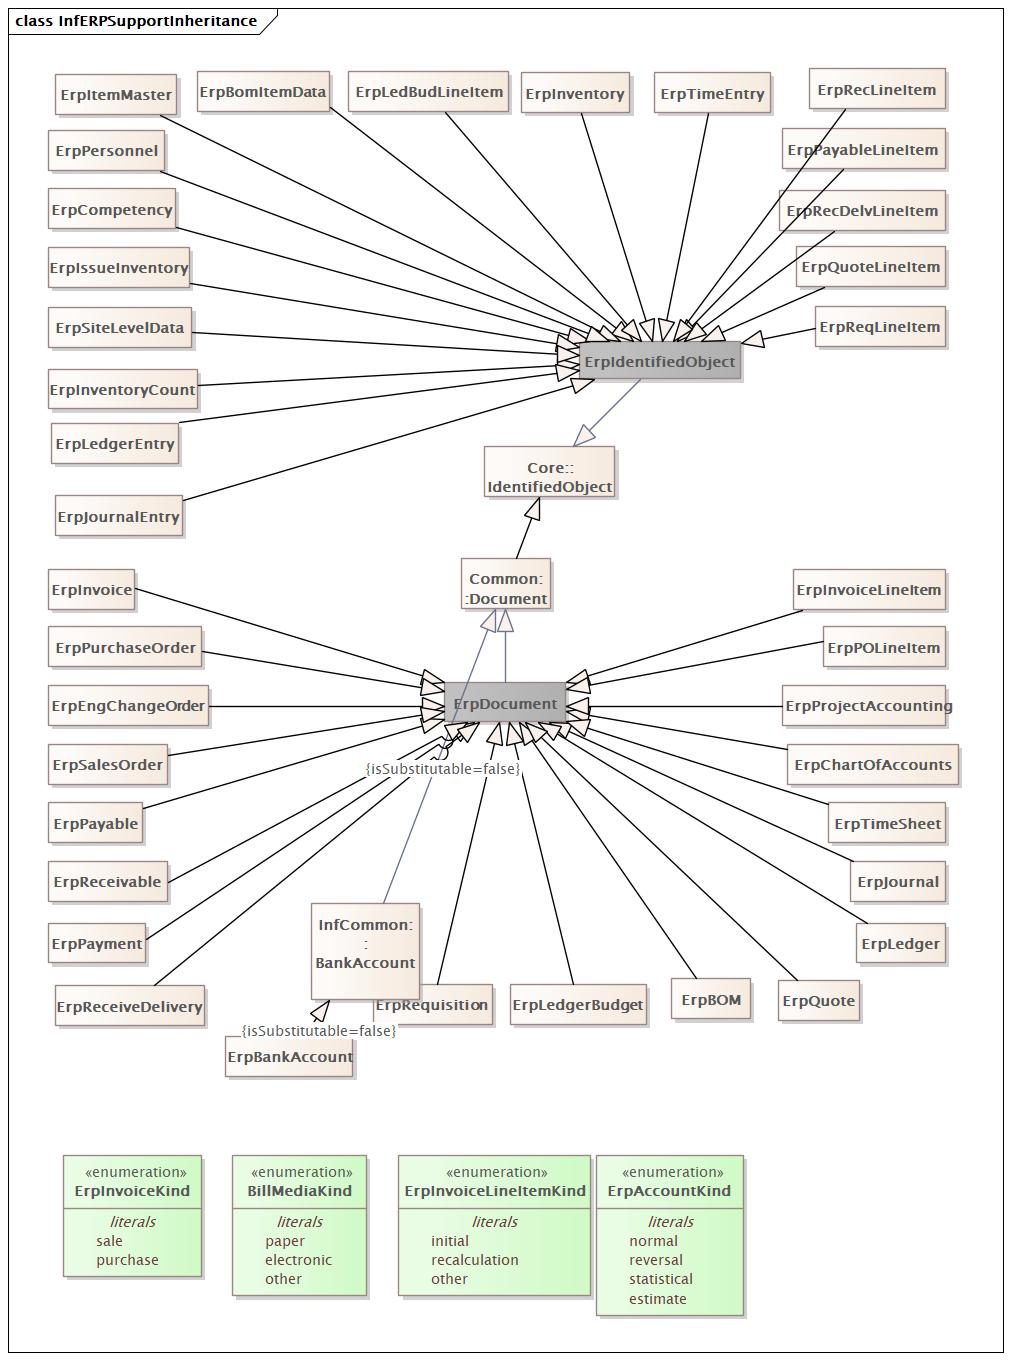 class InfERPSupportInheritance
ErpItemMaster
ErpBomItemData
ErpLedBudLineItem
ErpInventory
ErpTimeEntry
ErpRecLineItem
ErpPersonnel
ErpPayableLineItem
ErpCompetency
ErpRecDelvLineItem
ErpIssueInventory
ErpQuoteLineItem
ErpSiteLevelData
ErpReqLineItem
ErpIdentifiedObject
ErpInventoryCount
ErpLedgerEntry
Core::
IdentifiedObject
ErpJournalEntry
Common:
:Document
ErpInvoice
ErpInvoiceLineItem
ErpPurchaseOrder
ErpPOLineItem
ErpEngChangeOrder
ErpDocument
ErpProjectAccounting
ErpSalesOrder
{isSubstitutable=false}
ErpChartOfAccounts
ErpPayable
ErpTimeSheet
ErpReceivable
ErpJournal
InfCommon:
:
BankAccount
ErpPayment
ErpLedger
ErpReceiveDelivery
ErpRequisition
ErpLedgerBudget
ErpBOM
ErpQuote
{isSubstitutable=false}
ErpBankAccount
«enumeration»
ErpInvoiceKind
literals
sale
purchase
«enumeration»
BillMediaKind
literals
paper
electronic
other
«enumeration»
ErpInvoiceLineItemKind
literals
initial
recalculation
other
«enumeration»
ErpAccountKind
literals
normal
reversal
statistical
estimate